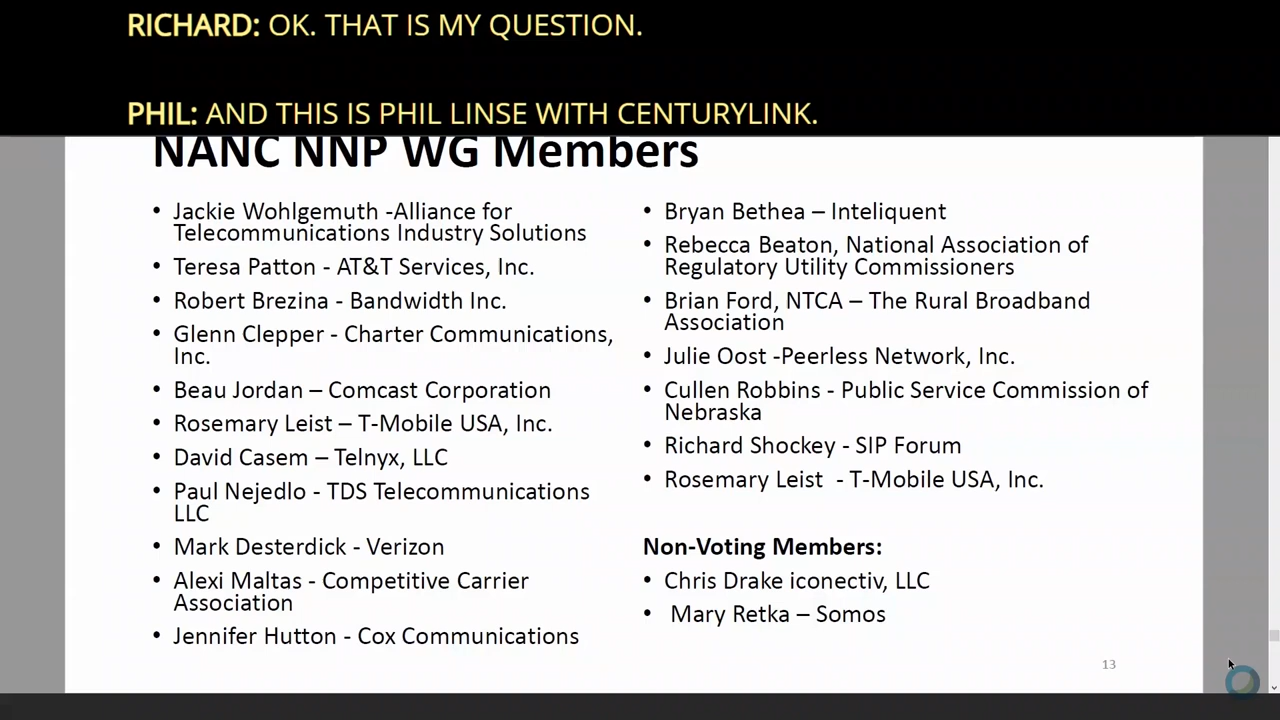 RICHARD: OK. THAT IS MY QUESTION.
PHIL: AND THIS IS PHIL LINSE WITH CENTURYLINK.
NANC NNP WG Members
• Jackie Wohlgemuth -Alliance for
Telecommunications Industry Solutions
• Teresa Patton - AT&T Services, Inc.
• Robert Brezina - Bandwidth Inc.
• Glenn Clepper - Charter Communications,
Inc.
• Beau Jordan – Comcast Corporation
• Rosemary Leist – T-Mobile USA, Inc.
• David Casem – Telnyx, LLC
• Paul Nejedlo - TDS Telecommunications
LLC
• Mark Desterdick - Verizon
• Alexi Maltas - Competitive Carrier
Association
• Jennifer Hutton - Cox Communications
• Bryan Bethea – Inteliquent
• Rebecca Beaton, National Association of
Regulatory Utility Commissioners
• Brian Ford, NTCA – The Rural Broadband
Association
• Julie Oost -Peerless Network, Inc.
• Cullen Robbins - Public Service Commission of
Nebraska
• Richard Shockey - SIP Forum
• Rosemary Leist - T-Mobile USA, Inc.
Non-Voting Members:
• Chris Drake iconectiv, LLC
• Mary Retka – Somos
13